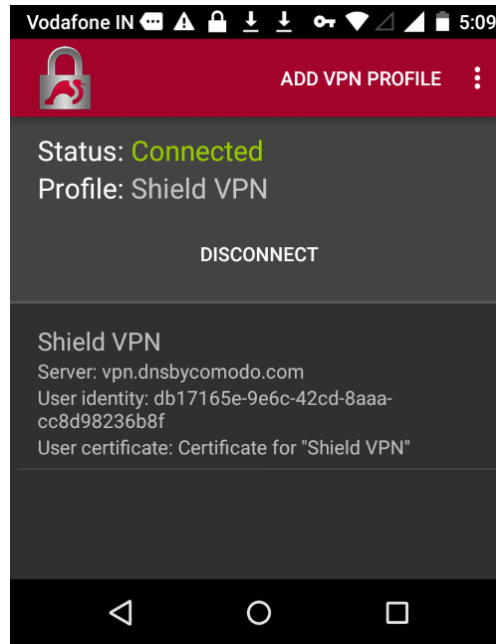 Vodafone IN 5:09
ADD VPN PROFILE
Status: Connected
Profile: Shield VPN
DISCONNECT
Shield VPN
Server: vpn.dnsbycomodo.com
User identity: db17165e-9e6c-42cd-8aaa-
cc8d98236b8f
User certificate: Certificate for "Shield VPN"